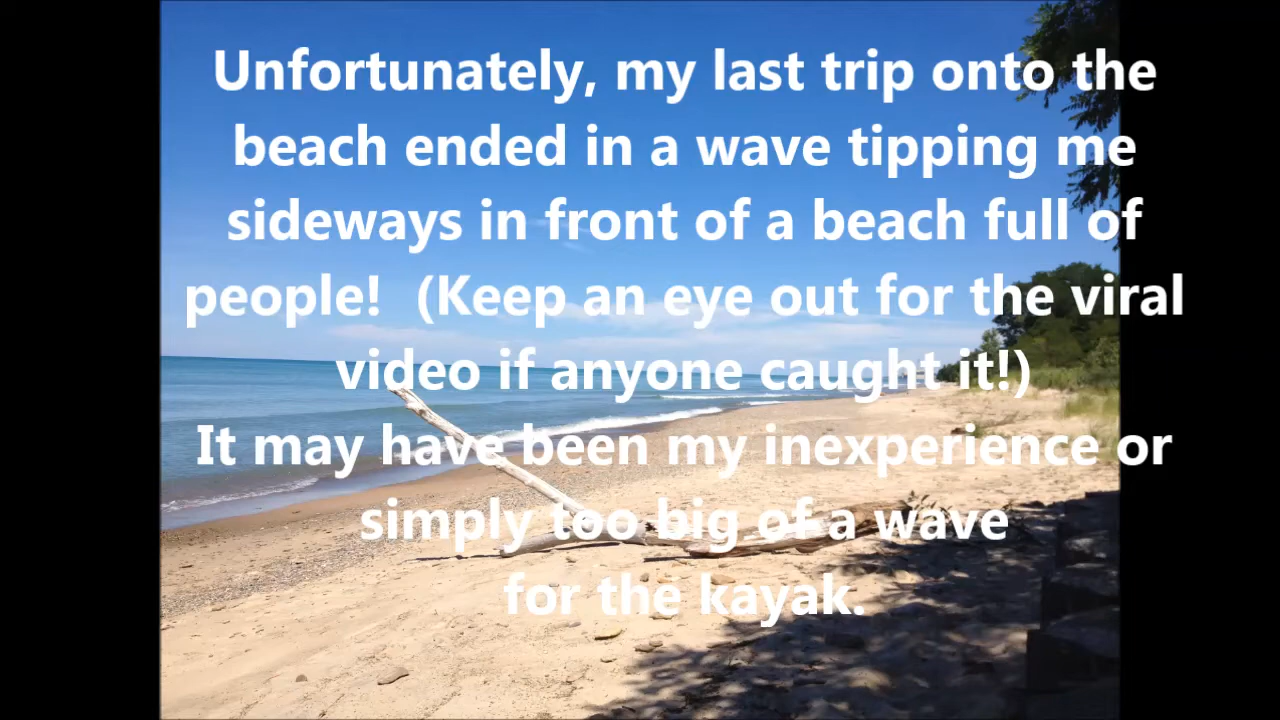 Unfortunately, my last trip onto the
beach ended in a wave tipping me
sideways in front of a beach full of
people!  (Keep an eye out for the viral
video if anyone caught it!)
It may have been my inexperience or
simply too big of a wave
for the kayak.